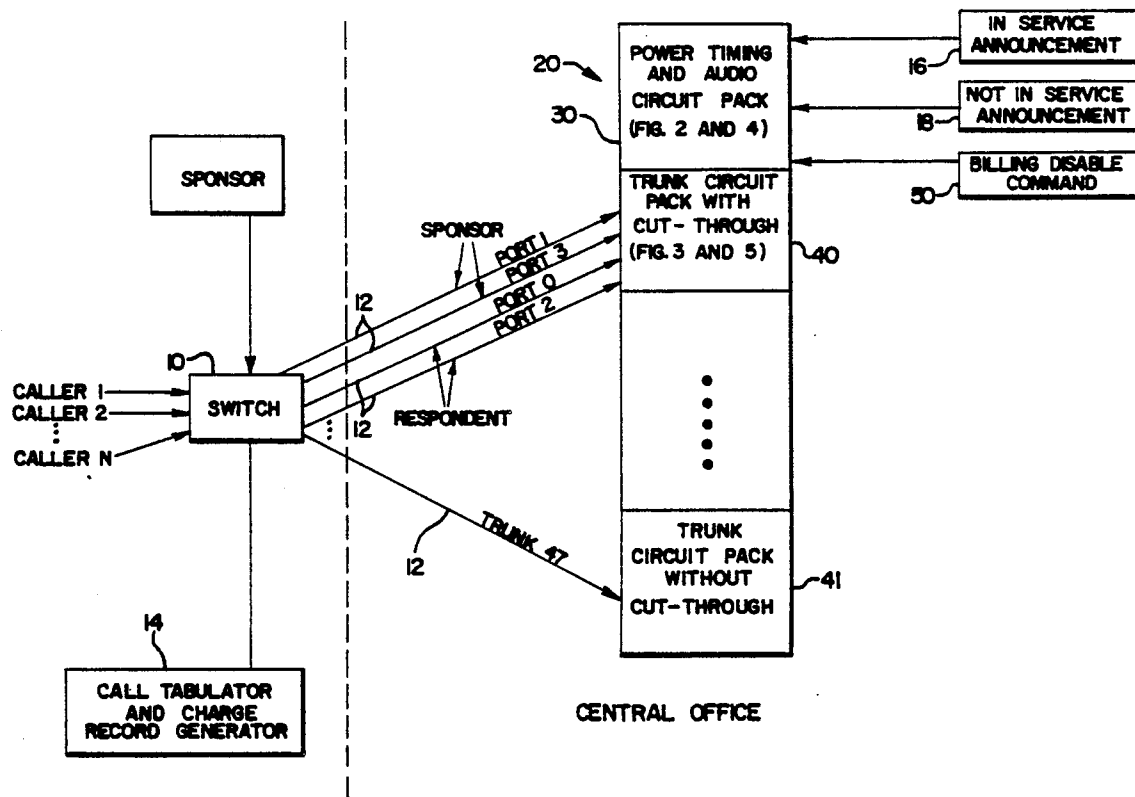 IN SERVICE
ANNOUNCEMENT
16
NOT IN SERVICE
ANNOUNCEMENT
18
BILLING DISABLE
COMMAND
50
20
30
POWER TIMING
AND AUDIO
CIRCUIT PACK
(FIG. 2 AND 4)
TRUNK CIRCUIT
PACK WITH
CUT-THROUGH
(FIG. 3 AND 5)
40
SPONSOR
SPONSOR
PORT 1
PORT 3
PORT 0
PORT 2
12
12
RESPONDENT
10
SWITCH
CALLER 1
CALLER 2
CALLER N
12
TRUNK 47
TRUNK
CIRCUIT PACK
WITHOUT
CUT-THROUGH
41
14
CALL TABULATOR
AND CHARGE
RECORD GENERATOR
CENTRAL OFFICE